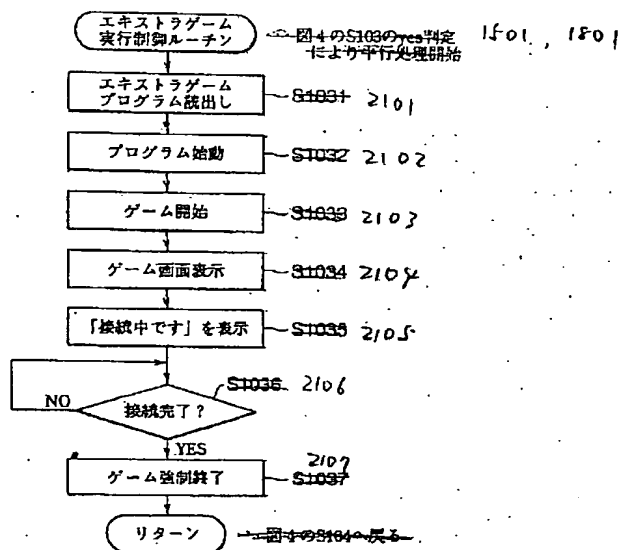 エキストラゲーム
実行制御ルーチン
図4のS103のyes判定
により平行処理開始
1501, 1801
エキストラゲーム
プログラム読出し
S1031 2101
プログラム始動
S1032 2102
ゲーム開始
S1033 2103
ゲーム画面表示
S1034 2104
「接続中です」を表示
S1035 2105
S1036 2106
NO
接続完了?
YES
2107
ゲーム強制終了
S1037
リターン
図4のS104へ戻る